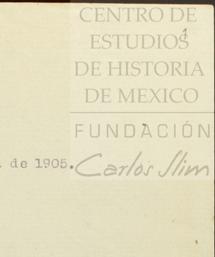 CENTRO DE
ESTUDIOS
DE HISTORIA
DE MEXICO
FUNDACIÓN
de 1905. Carlos Slim